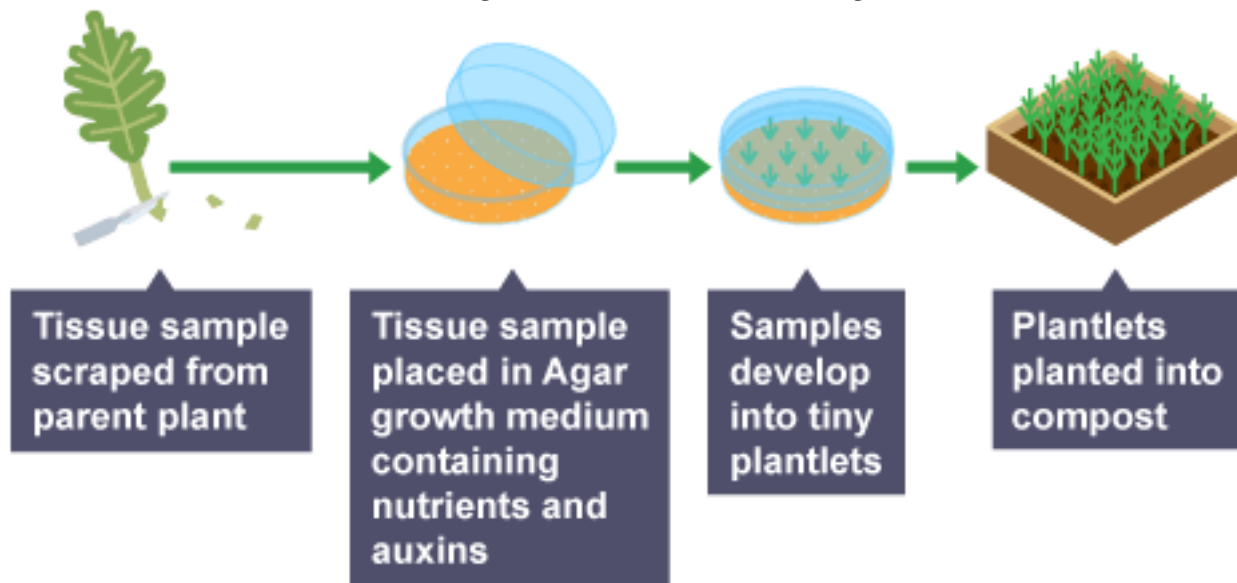 Tissue sample
scraped from
parent plant
Tissue sample
placed in Agar
growth medium
containing
nutrients and
auxins
Samples
develop
into tiny
plantlets
Plantlets
planted into
compost